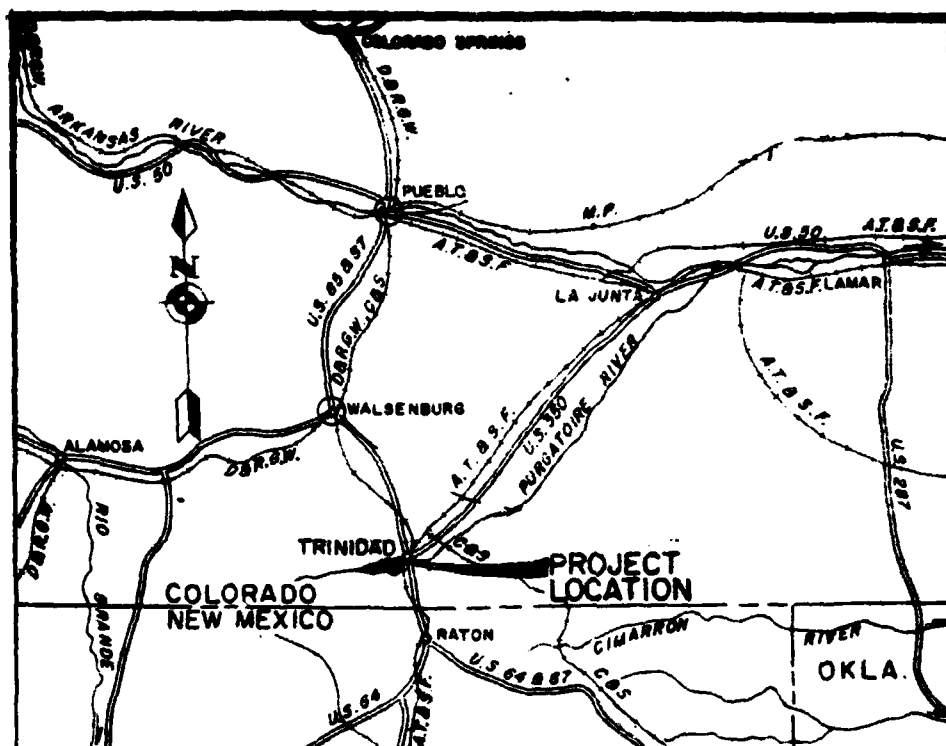 COLORADO SPRINGS
D.&R.G.W.
D.&R.G.W.
ARKANSAS RIVER
U.S. 50
PUEBLO
M.P.
U.S. 50
A.T.&S.F.
A.T.&S.F.
N
U.S. 85 & 87
D.&R.G.W., C.&S.
LA JUNTA
A.T.&S.F.
LAMAR
A.T.&S.F.
WALSENBURG
A.T.&S.F.
U.S. 350
PURGATOIRE RIVER
ALAMOSA
D.&R.G.W.
U.S. 287
D.&R.G.W.
RIO GRANDE
TRINIDAD
C&S
PROJECT
LOCATION
COLORADO
NEW MEXICO
RATON
CIMARRON RIVER
U.S. 64 & 87
C&S
OKLA.
U.S. 64
A.T.&S.F.